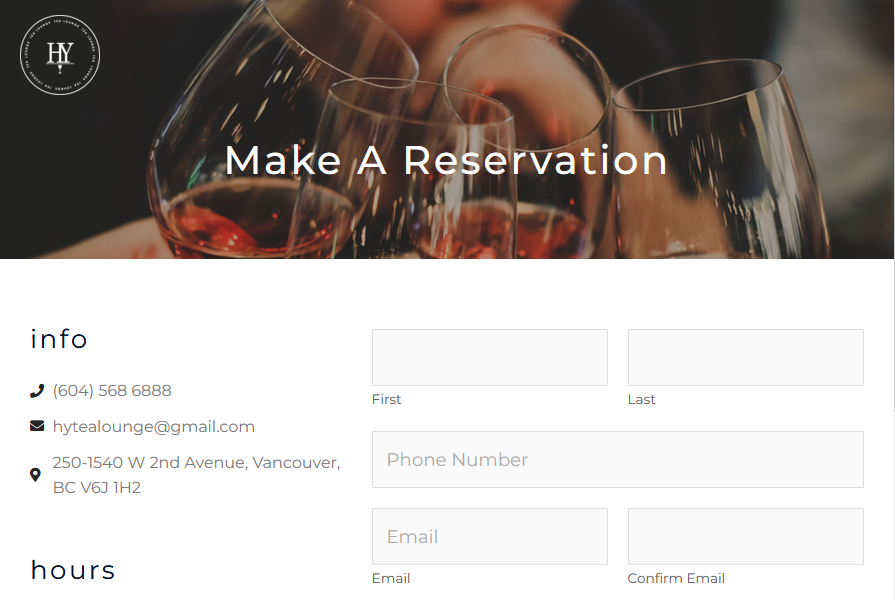 HY
Make A Reservation
info
(604) 568 6888
hytealounge@gmail.com
250-1540 W 2nd Avenue, Vancouver,
BC V6J 1H2
hours
First
Last
Phone Number
Email
Email
Confirm Email